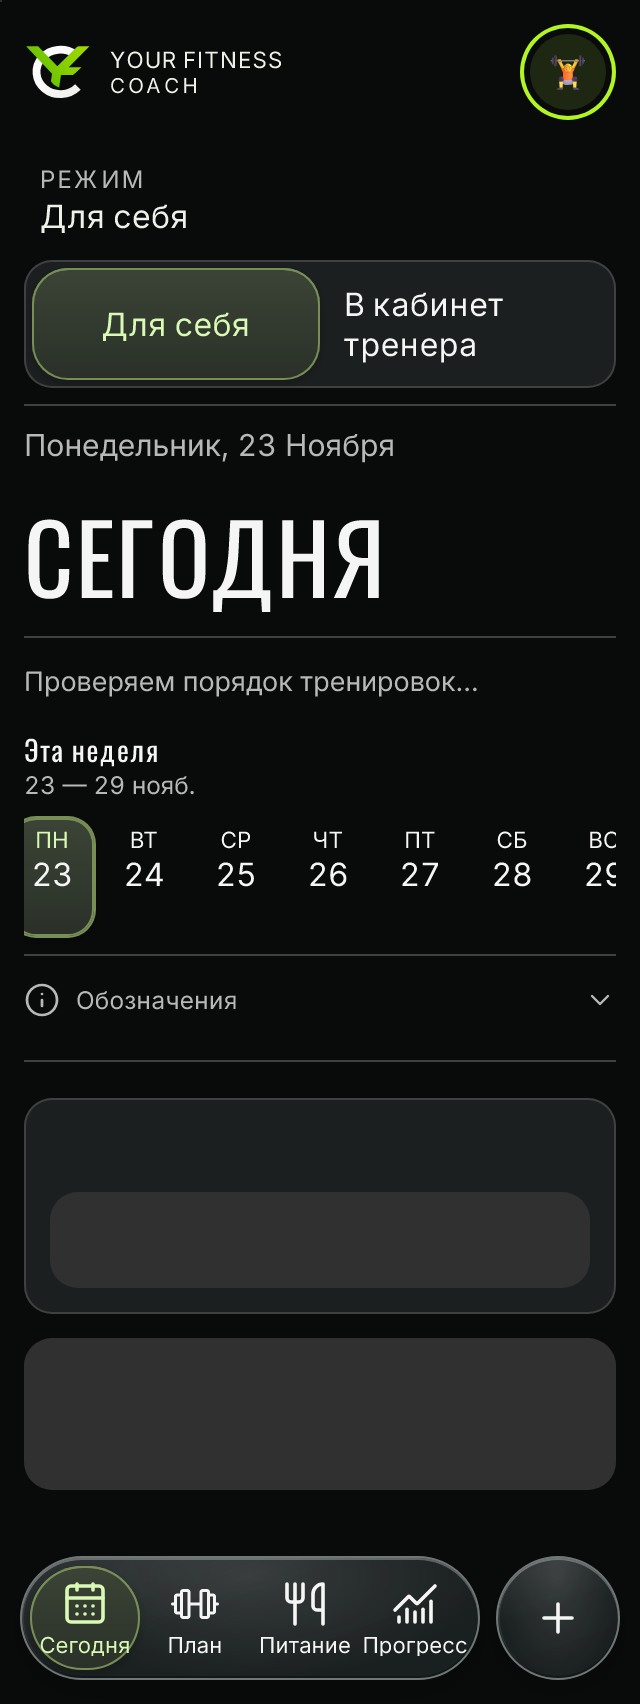 YOUR FITNESS
COACH
РЕЖИМ
Для себя
Для себя
В кабинет
тренера
Понедельник, 23 Ноября
СЕГОДНЯ
Проверяем порядок тренировок...
Эта неделя
23 — 29 нояб.
ПН ВТ СР ЧТ ПТ СБ ВС
23 24 25 26 27 28 29
Обозначения
Сегодня План Питание Прогресс